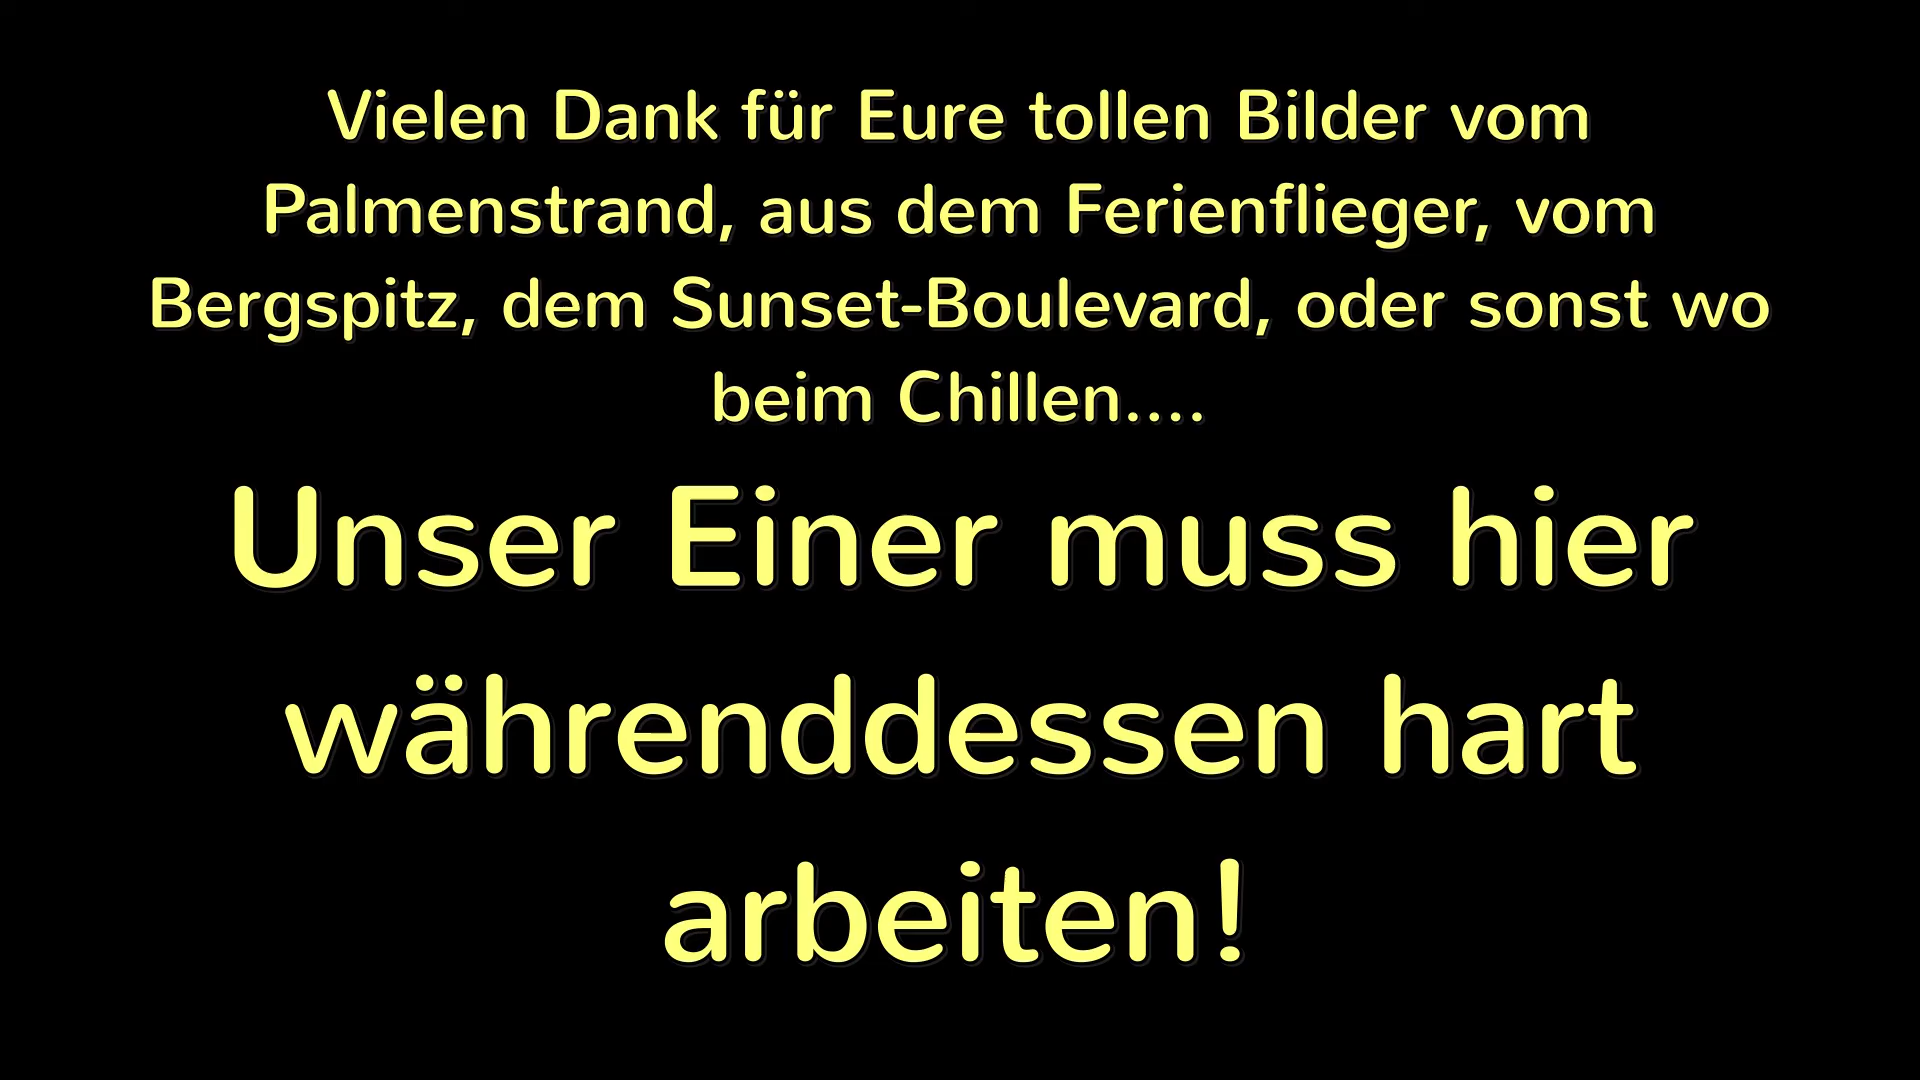 Vielen Dank für Eure tollen Bilder vom
Palmenstrand, aus dem Ferienflieger, vom
Bergspitz, dem Sunset-Boulevard, oder sonst wo
beim Chillen....
Unser Einer muss hier
währenddessen hart
arbeiten!